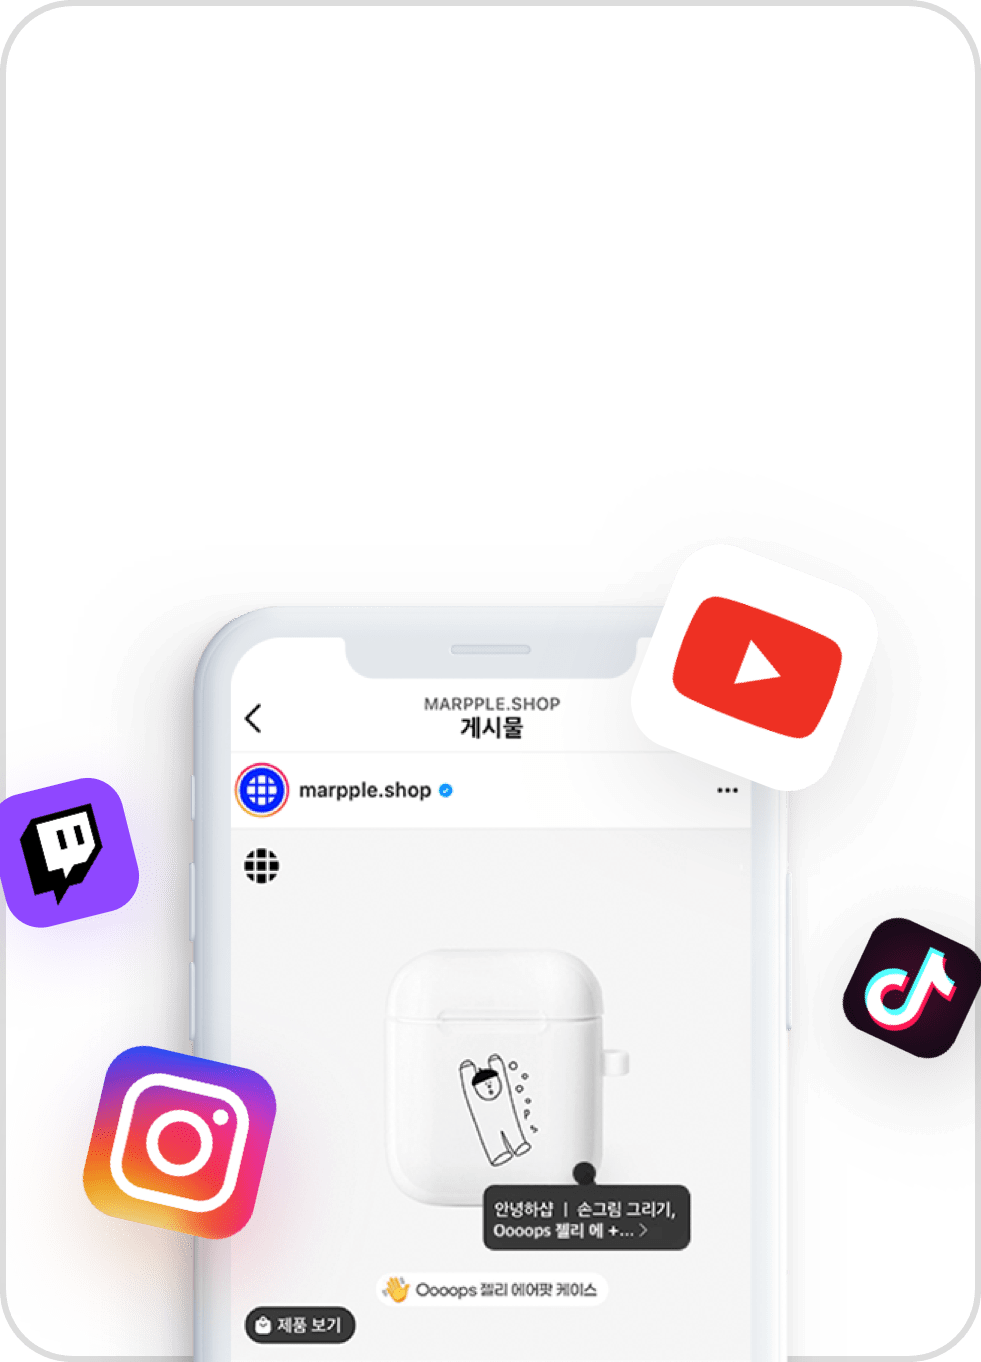 MARPPLE.SHOP
게시물
marpple.shop
oooops
안녕하샵 | 손그림 그리기,
Oooops 젤리 에 +... >
👋 Oooops 젤리 에어팟 케이스
제품 보기